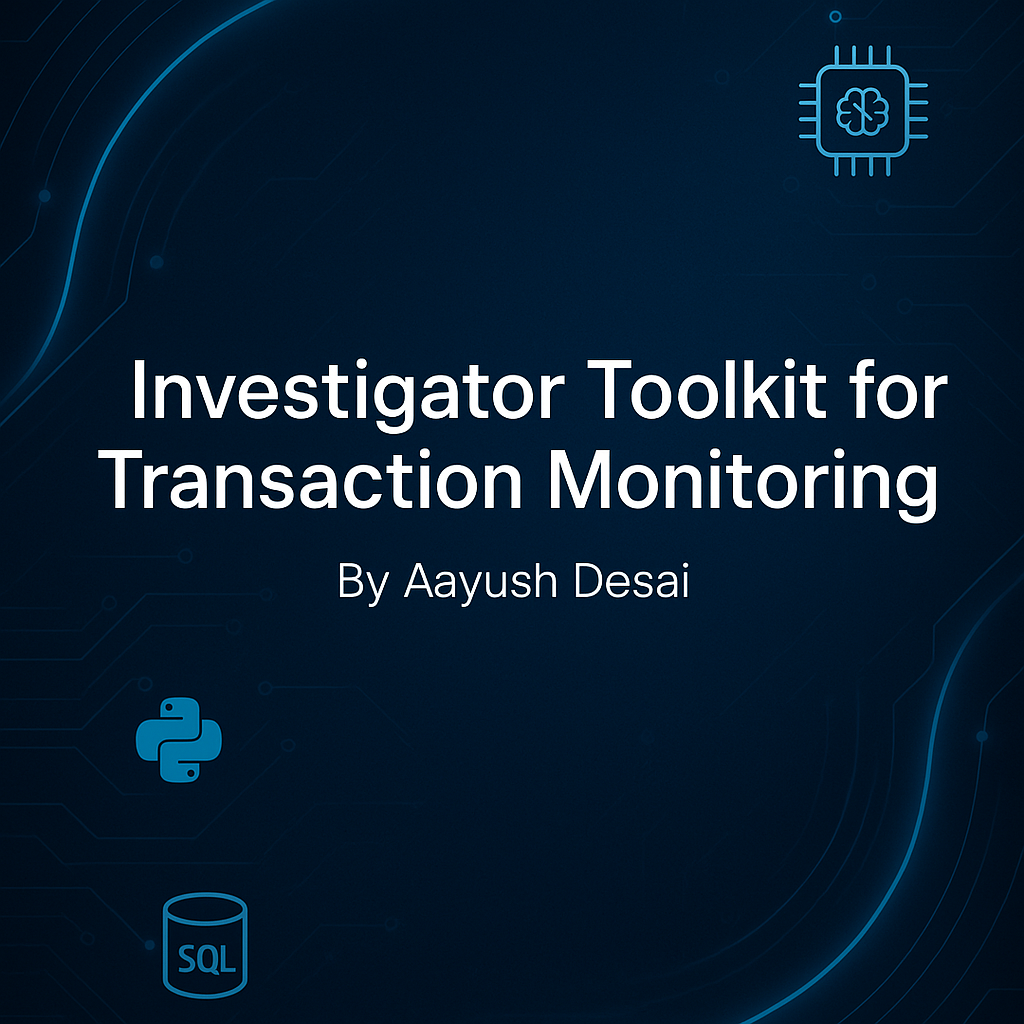 Investigator Toolkit for
Transaction Monitoring
By Aayush Desai
SQL